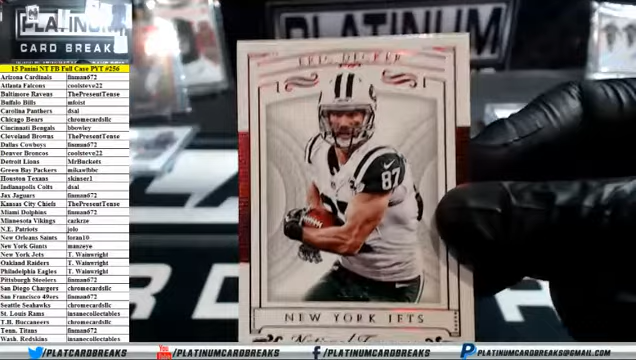 PLATINUM
CARD BREAKS
PLATINUM
15 Panini NT FB Full Case PYT #256
Arizona Cardinals finman672
Atlanta Falcons coolsteve22
Baltimore Ravens ThePresentTense
Buffalo Bills mfoist
Carolina Panthers dsal
Chicago Bears chromecardsllc
Cincinnati Bengals bbowley
Cleveland Browns ThePresentTense
Dallas Cowboys finman672
Denver Broncos coolsteve22
Detroit Lions MrBuckets
Green Bay Packers mikawlbbc
Houston Texans skinser1
Indianapolis Colts dsal
Jax Jaguars finman672
Kansas City Chiefs ThePresentTense
Miami Dolphins finman672
Minnesota Vikings carkrze
N.E. Patriots jolo
New Orleans Saints foran10
New York Giants manzeye
New York Jets T. Wainwright
Oakland Raiders T. Wainwright
Philadelphia Eagles T. Wainwright
Pittsburgh Steelers finman672
San Diego Chargers chromecardsllc
San Francisco 49ers finman672
Seattle Seahawks chromecardsllc
St. Louis Rams insanecollectables
T.B. Buccaneers chromecardsllc
Tenn. Titans finman672
Wash. Redskins insanecollectables
ERIC DECKER
87
NEW YORK JETS
/PLATCARDBREAKS
/PLATINUMCARDBREAKS
/PLATINUMCARDBREAKS
PLATINUMCARDBREAKS@GMAIL.COM